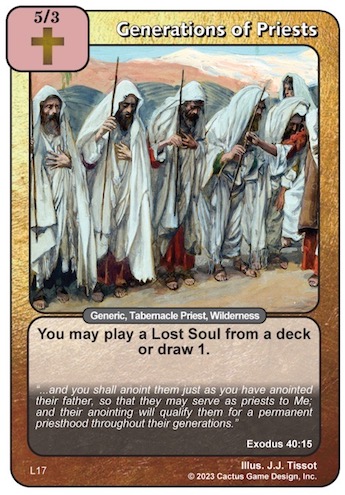 5/3
Generations of Priests
Generic, Tabernacle Priest, Wilderness
You may play a Lost Soul from a deck
or draw 1.
"...and you shall anoint them just as you have anointed
their father, so that they may serve as priests to Me;
and their anointing will qualify them for a permanent
priesthood throughout their generations."
Exodus 40:15
Illus. J.J. Tissot
L17
© 2023 Cactus Game Design, Inc.